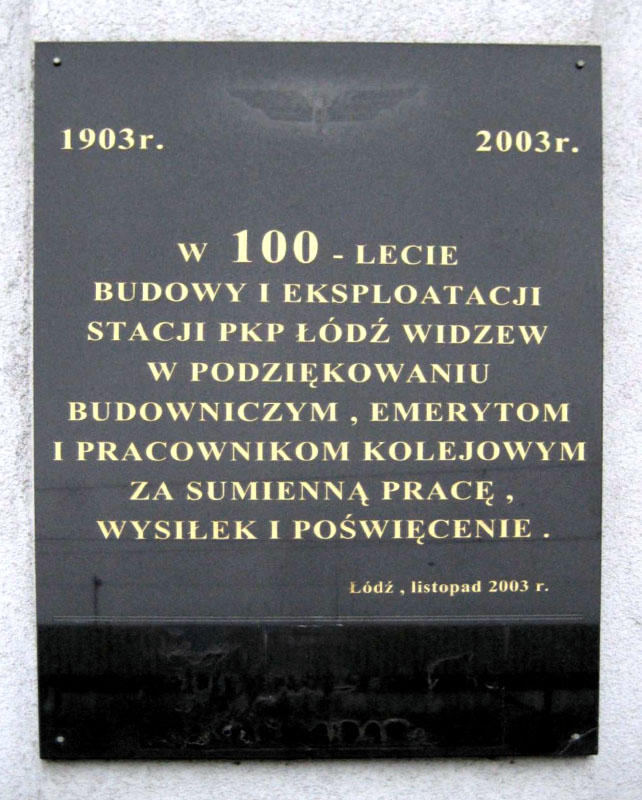 1903r. 2003r.
W 100 - LECIE
BUDOWY I EKSPLOATACJI
STACJI PKP ŁÓDŹ WIDZEW
W PODZIĘKOWANIU
BUDOWNICZYM , EMERYTOM
I PRACOWNIKOM KOLEJOWYM
ZA SUMIENNĄ PRACĘ ,
WYSIŁEK I POŚWIĘCENIE .
Łódź , listopad 2003 r.